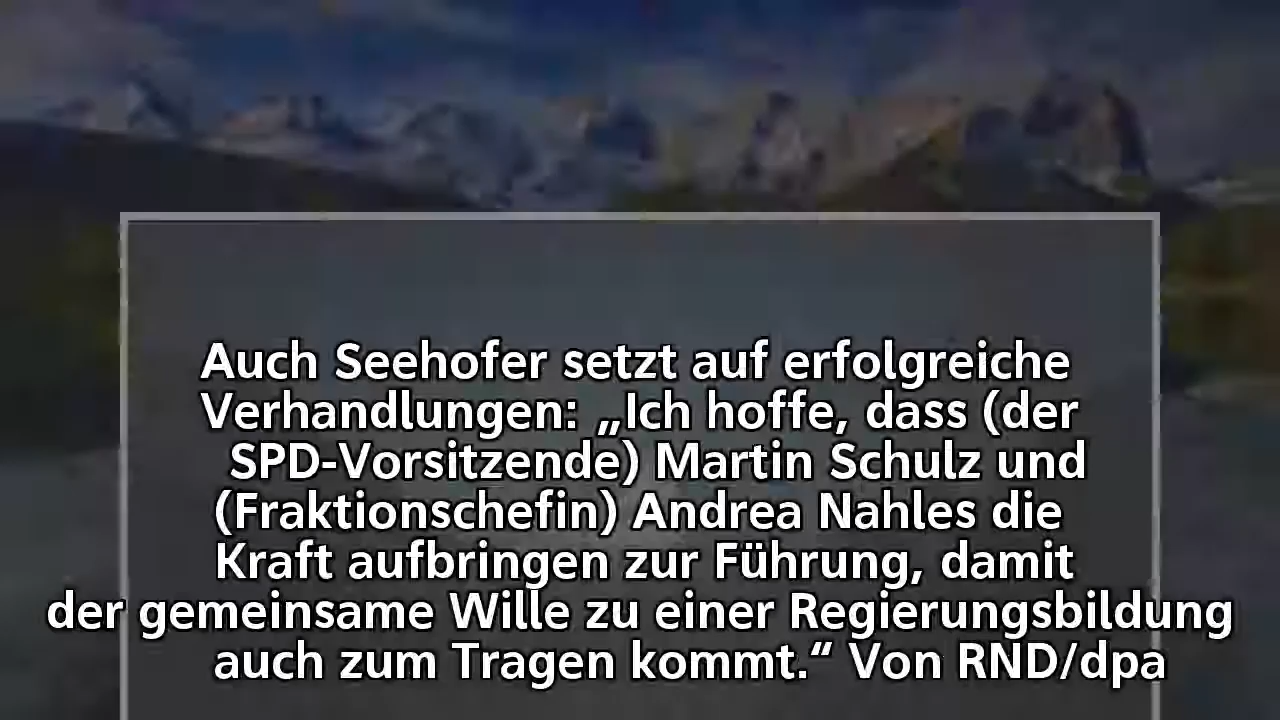 Auch Seehofer setzt auf erfolgreiche
Verhandlungen: „Ich hoffe, dass (der
SPD-Vorsitzende) Martin Schulz und
(Fraktionschefin) Andrea Nahles die
Kraft aufbringen zur Führung, damit
der gemeinsame Wille zu einer Regierungsbildung
auch zum Tragen kommt.“ Von RND/dpa